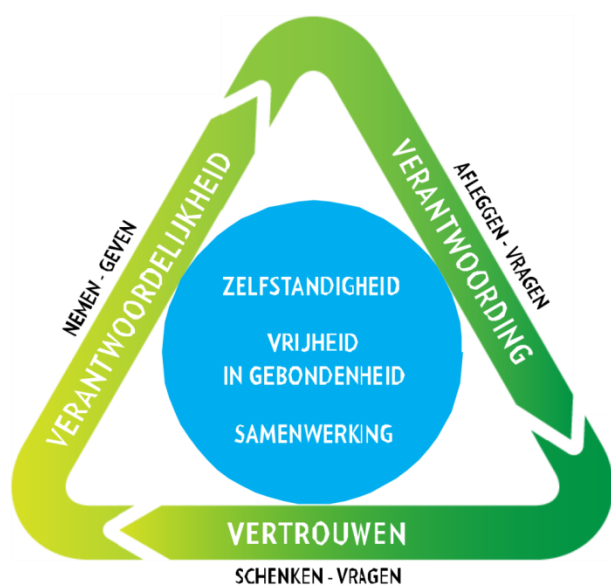 NEMEN - GEVEN
VERANTWOORDELIJKHEID
VERANTWOORDING
AFLEGGEN - VRAGEN
ZELFSTANDIGHEID
VRIJHEID
IN GEBONDENHEID
SAMENWERKING
VERTROUWEN
SCHENKEN - VRAGEN